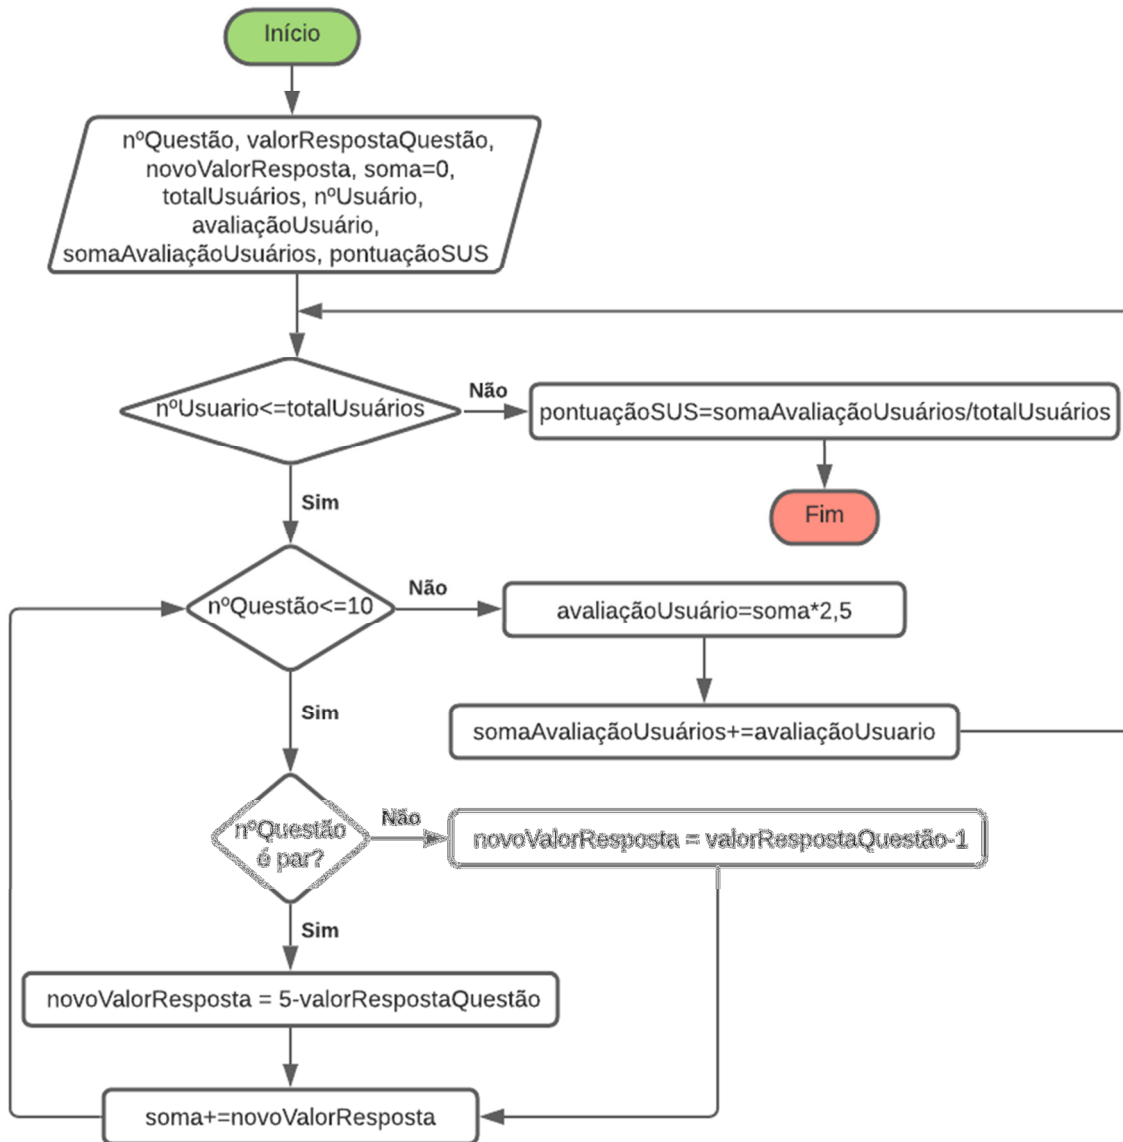 Início
nºQuestão, valorRespostaQuestão,
novoValorResposta, soma=0,
totalUsuários, nºUsuário,
avaliaçãoUsuário,
somaAvaliaçãoUsuários, pontuaçãoSUS
nºUsuario<=totalUsuários
Não
pontuaçãoSUS=somaAvaliaçãoUsuários/totalUsuários
Fim
Sim
nºQuestão<=10
Não
avaliaçãoUsuário=soma*2,5
somaAvaliaçãoUsuários+=avaliaçãoUsuario
Sim
nºQuestão
é par?
Não
novoValorResposta = valorRespostaQuestão-1
Sim
novoValorResposta = 5-valorRespostaQuestão
soma+=novoValorResposta